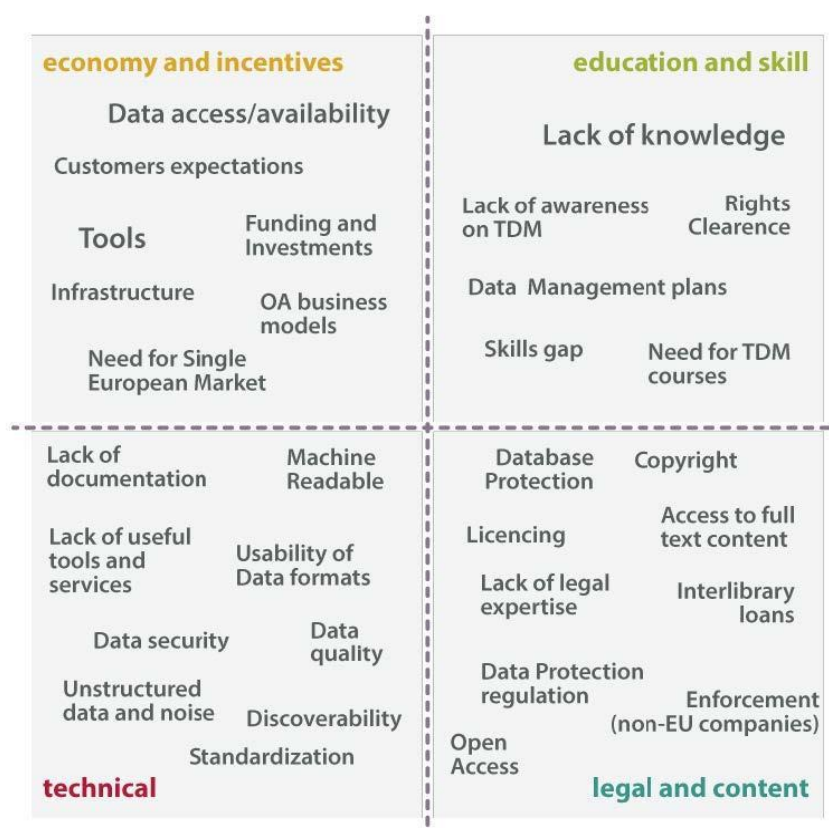 economy and incentives
Data access/availability
Customers expectations
Tools
Funding and
Investments
Infrastructure
OA business
models
Need for Single
European Market
education and skill
Lack of knowledge
Lack of awareness
on TDM
Rights
Clearence
Data Management plans
Skills gap
Need for TDM
courses
Lack of
documentation
Machine
Readable
Lack of useful
tools and
services
Usability of
Data formats
Data security
Data
quality
Unstructured
data and noise
Discoverability
Standardization
technical
Database
Protection
Copyright
Licencing
Access to full
text content
Lack of legal
expertise
Interlibrary
loans
Data Protection
regulation
Enforcement
(non-EU companies)
Open
Access
legal and content